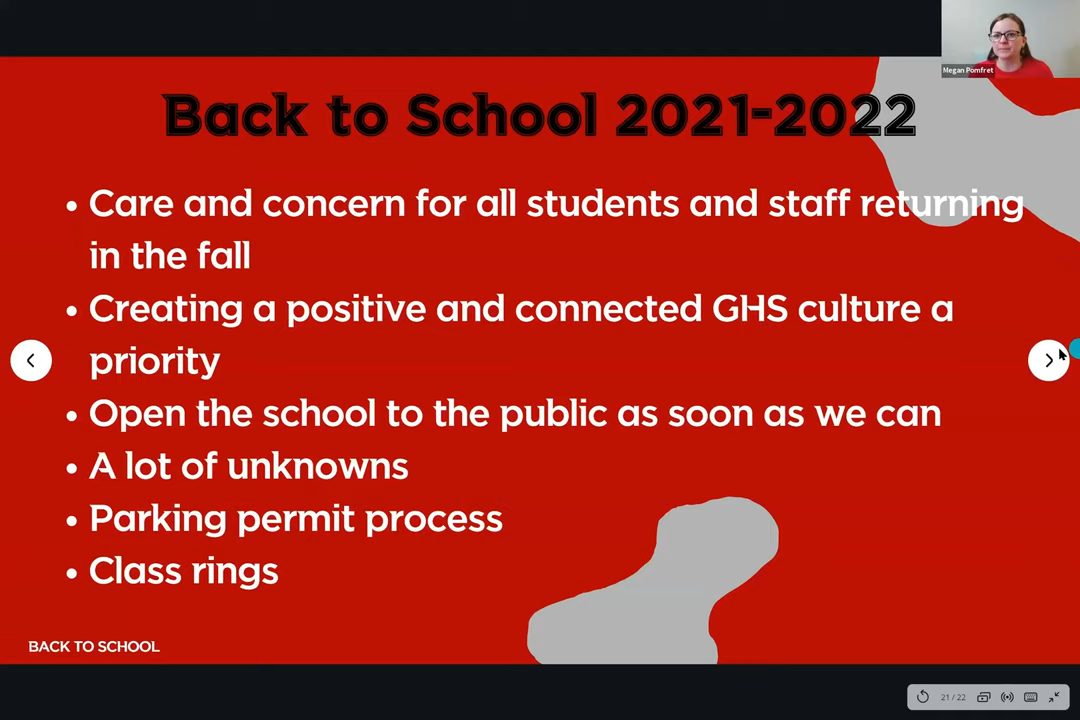 Megan Pomfret
Back to School 2021-2022
• Care and concern for all students and staff returning
in the fall
• Creating a positive and connected GHS culture a
priority
• Open the school to the public as soon as we can
• A lot of unknowns
• Parking permit process
• Class rings
BACK TO SCHOOL
21 / 22